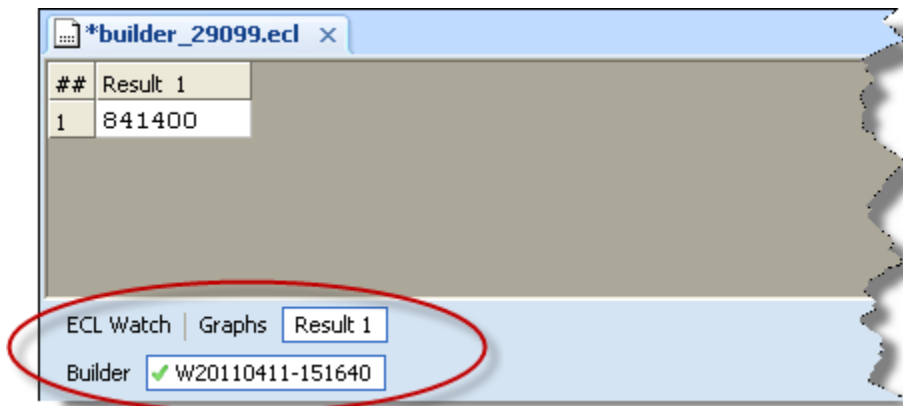 *builder_29099.ecl ×
## Result 1
1 841400
ECL Watch | Graphs Result 1
Builder ✓ W20110411-151640